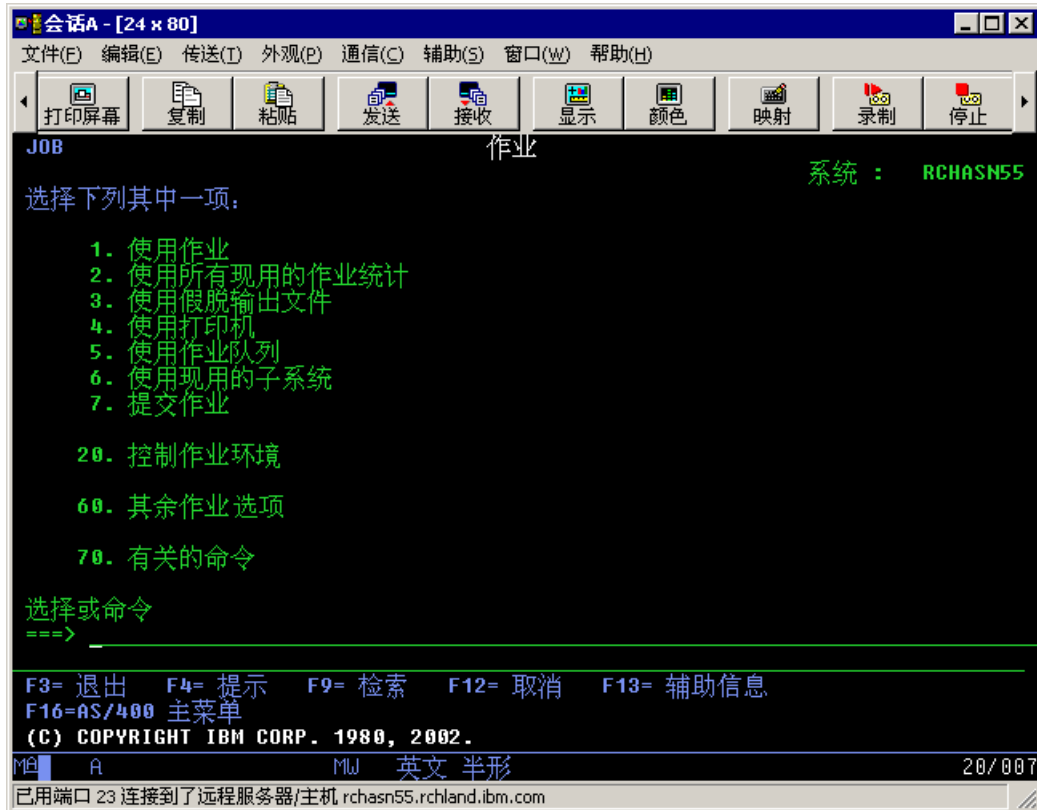 会话A - [24 x 80]
文件(F) 编辑(E) 传送(T) 外观(P) 通信(C) 辅助(S) 窗口(W) 帮助(H)
打印屏幕 复制 粘贴 发送 接收 显示 颜色 映射 录制 停止
JOB 作业
系统 : RCHASN55
选择下列其中一项:
1. 使用作业
2. 使用所有现用的作业统计
3. 使用假脱输出文件
4. 使用打印机
5. 使用作业队列
6. 使用现用的子系统
7. 提交作业
20. 控制作业环境
60. 其余作业选项
70. 有关的命令
选择或命令
===>
F3= 退出 F4= 提示 F9= 检索 F12= 取消 F13= 辅助信息
F16=AS/400 主菜单
(C) COPYRIGHT IBM CORP. 1980, 2002.
MA A MW 英文 半形 20/007
已用端口 23 连接到了远程服务器/主机 rchasn55.rchland.ibm.com